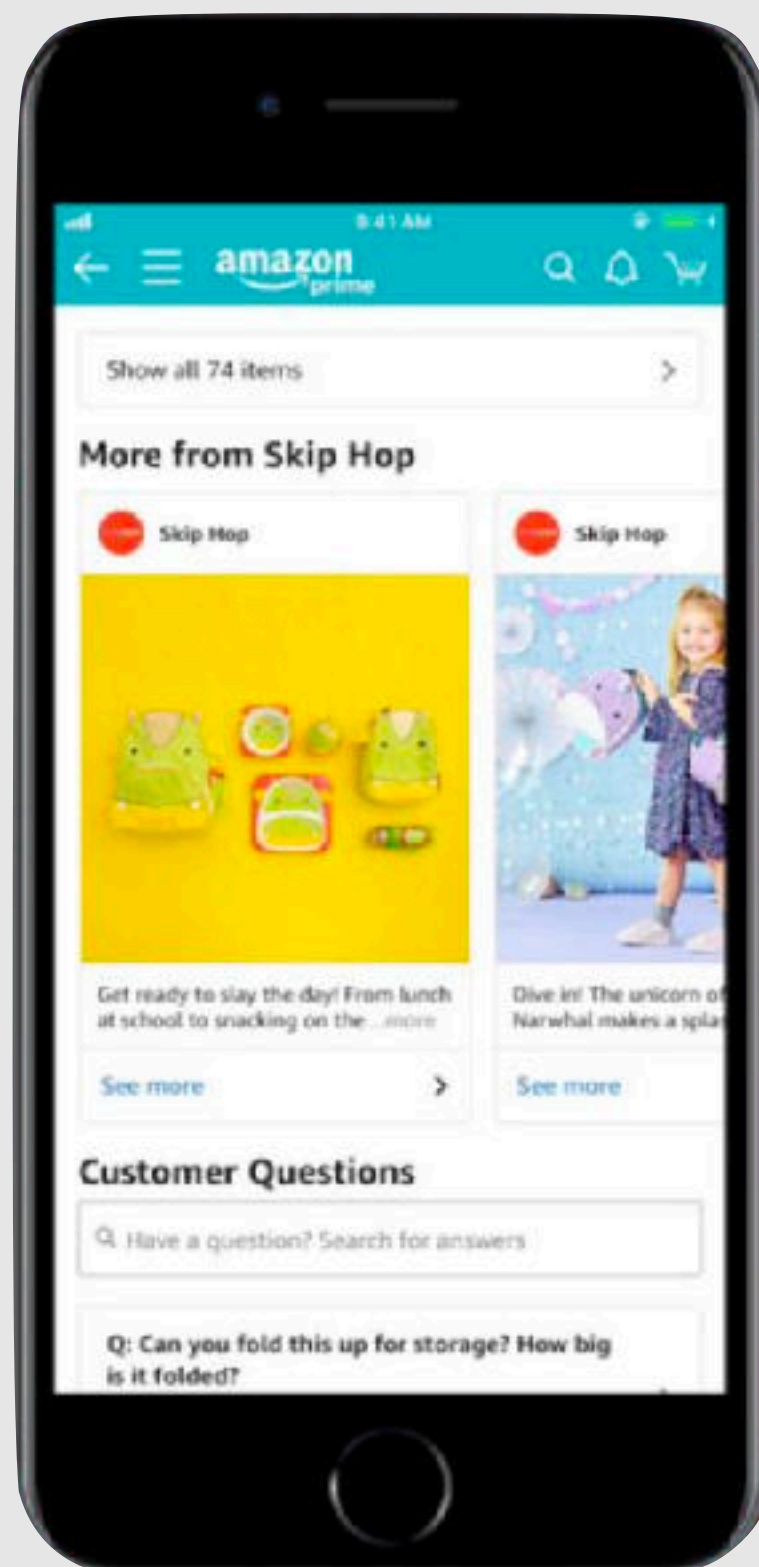 9:41 AM
amazon
prime
Show all 74 items
More from Skip Hop
Skip Hop
Skip Hop
Get ready to slay the day! From lunch
at school to snacking on the ...more
Dive in! The unicorn of
Narwhal makes a
See more
See more
Customer Questions
Have a question? Search for answers
Q: Can you fold this up for storage? How big
is it folded?